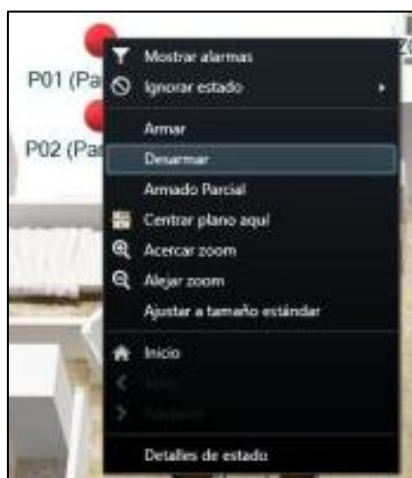 Mostrar alarmas
P01 (Pa
Ignorar estado
Armar
P02 (Pa
Desarmar
Armado Parcial
Centrar plano aquí
Acercar zoom
Alejar zoom
Ajustar a tamaño estándar
Inicio
Detalles de estado